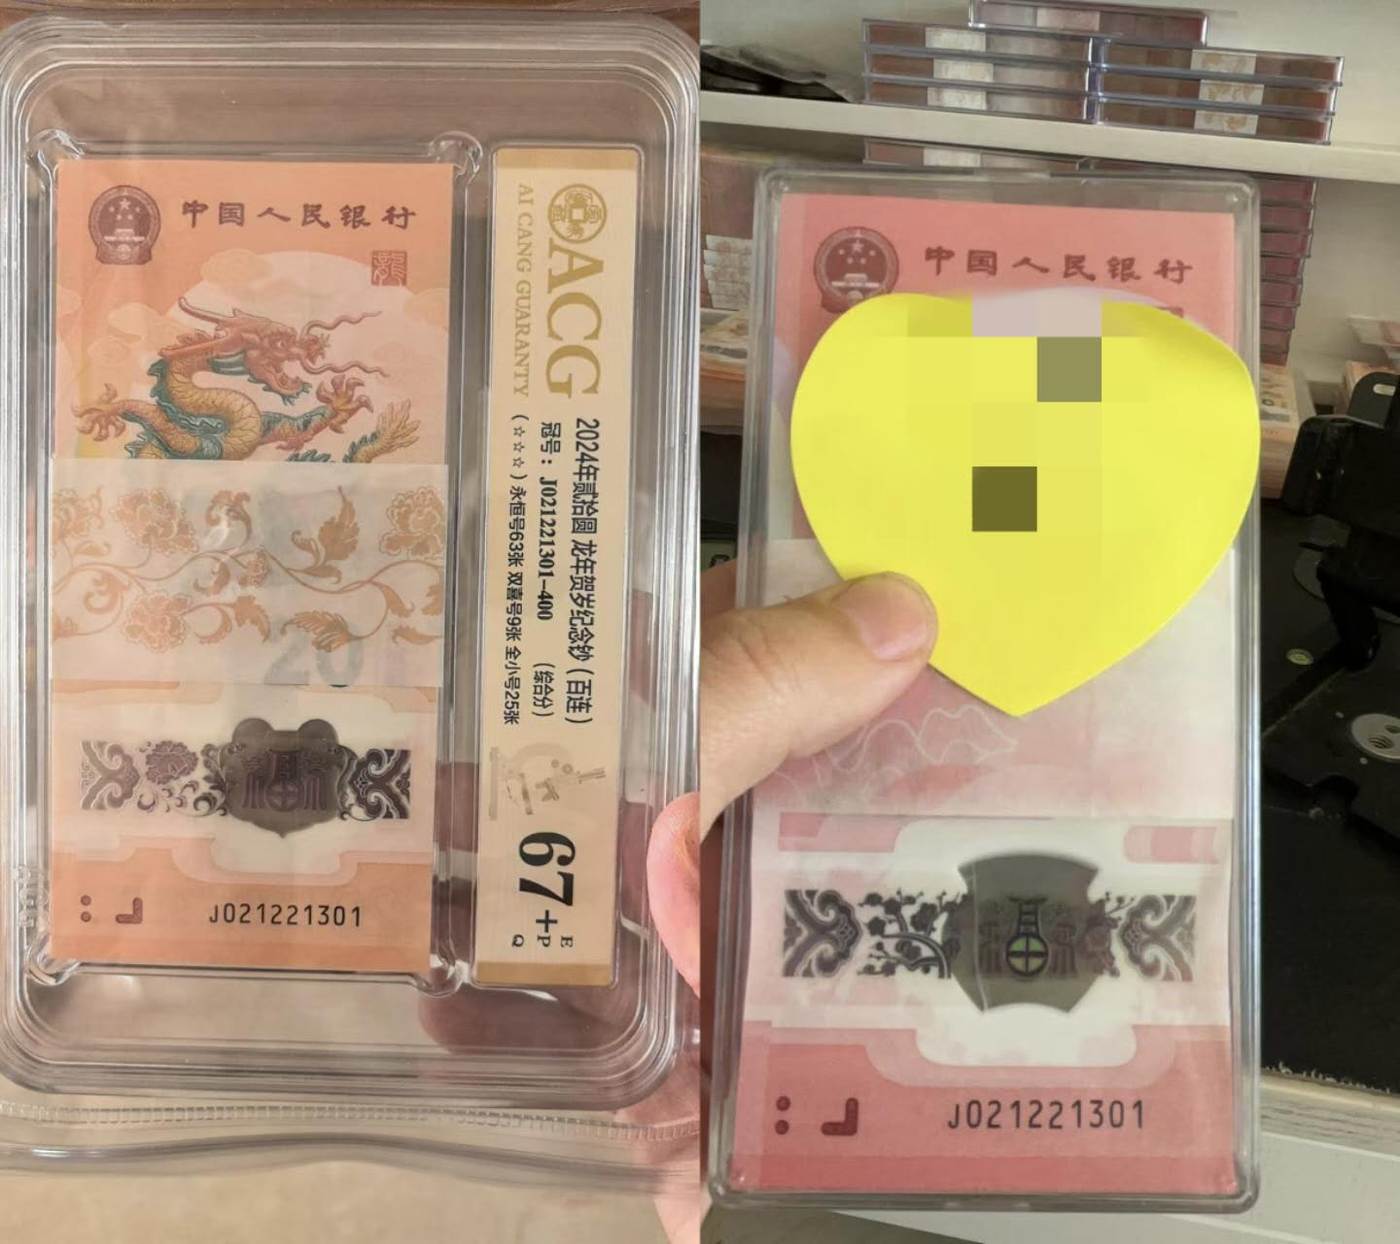 中国人民银行
20
J021221301
ACG
AI CANG GUARANTY
2024年贰拾圆 龙年贺岁纪念钞(百连)
冠号：J021221301-400 (综合分)
(☆☆☆) 永恒号63张 双喜号9张 全小号25张
67+
E
P
Q
中国人民银行
J021221301